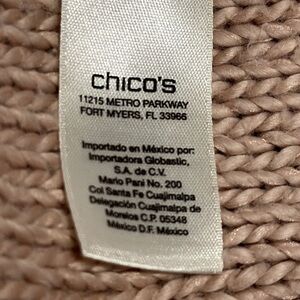 chico's
11215 METRO PARKWAY
FORT MYERS, FL 33966
Importado en México por:
Importadora Globastic,
S.A. de C.V.
Mario Pani No. 200
Col Santa Fe Cuajimalpa
Delegación Cuajimalpa de
Morelos C.P. 05348
México D.F. México